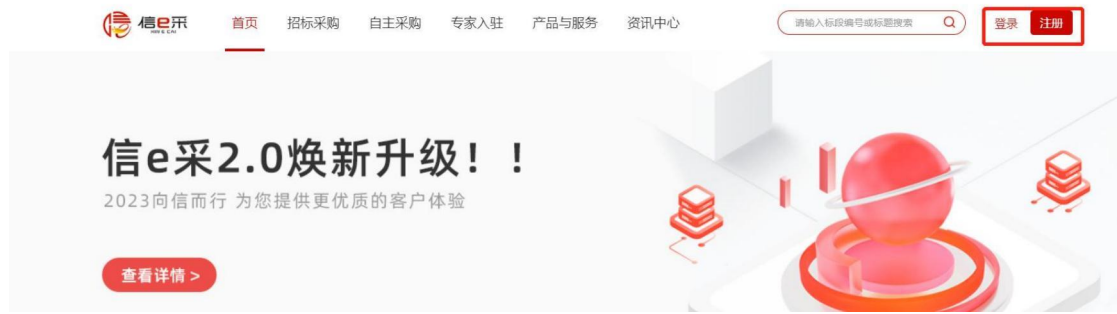 信e采
XIN E CAI
首页 招标采购 自主采购 专家入驻 产品与服务 资讯中心 请输入标段编号或标题搜索 登录 注册
信e采2.0焕新升级！！
2023向信而行 为您提供更优质的客户体验
查看详情 >